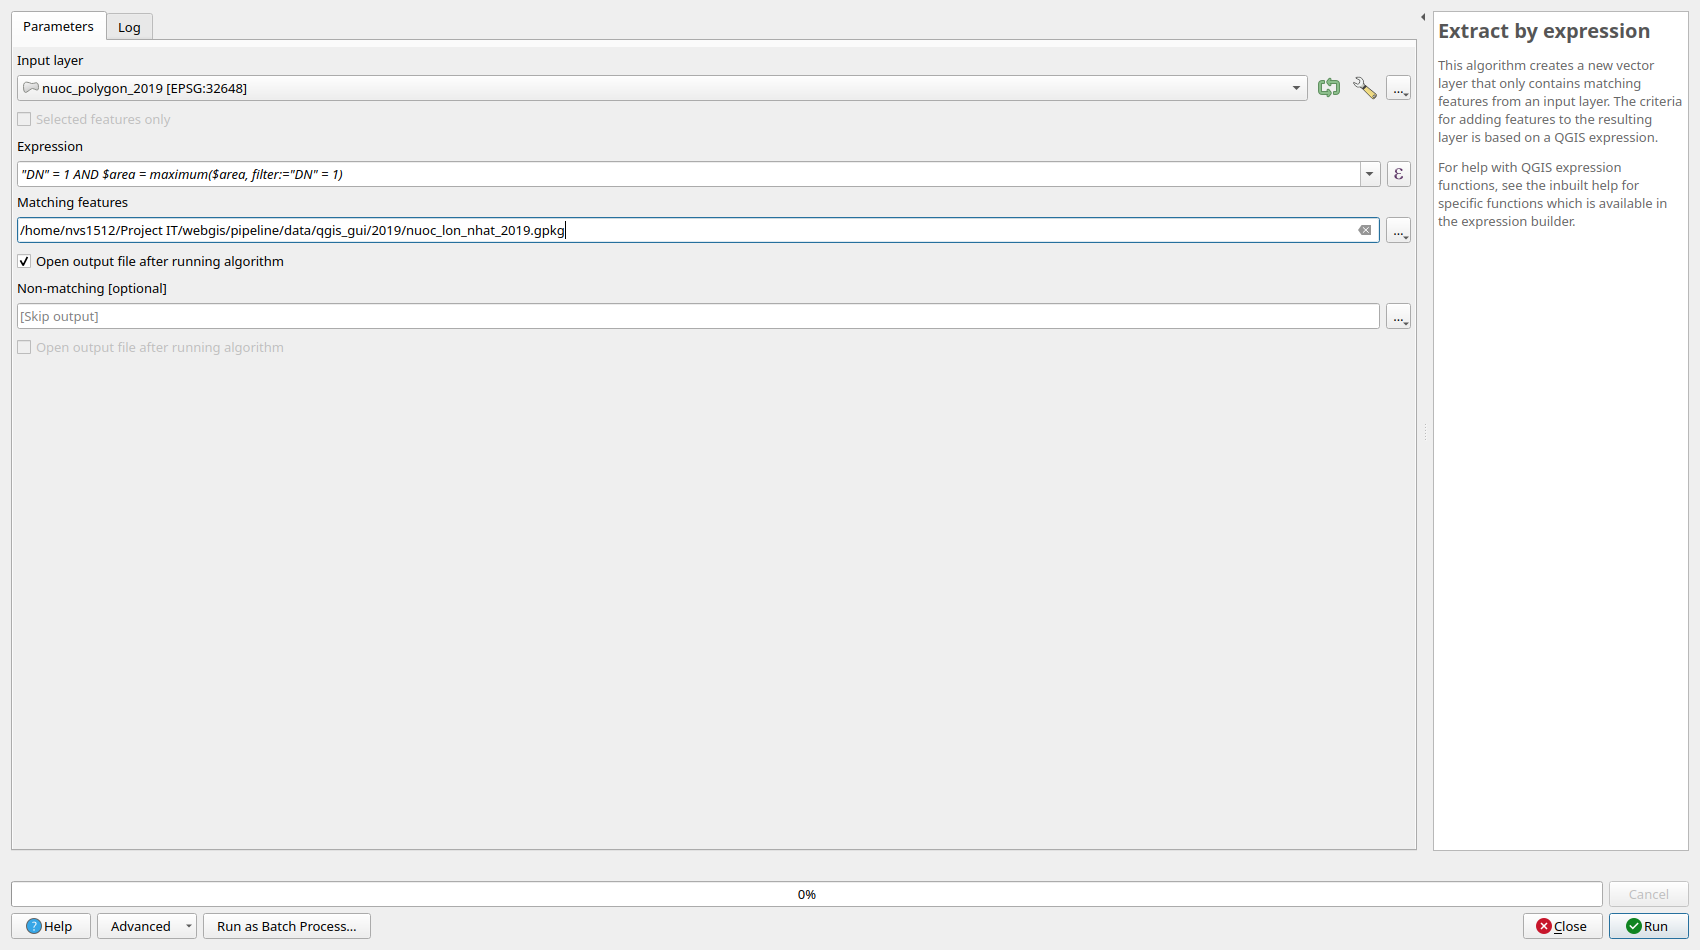 Parameters
Log
Input layer
nuoc_polygon_2019 [EPSG:32648]
...
Selected features only
Expression
"DN" = 1 AND $area = maximum($area, filter:="DN" = 1)
ε
Matching features
/home/nvs1512/Project IT/webgis/pipeline/data/qgis_gui/2019/nuoc_lon_nhat_2019.gpkg
...
Open output file after running algorithm
Non-matching [optional]
[Skip output]
...
Open output file after running algorithm
Extract by expression
This algorithm creates a new vector
layer that only contains matching
features from an input layer. The criteria
for adding features to the resulting
layer is based on a QGIS expression.
For help with QGIS expression
functions, see the inbuilt help for
specific functions which is available in
the expression builder.
0%
Cancel
? Help
Advanced
Run as Batch Process...
Close
Run